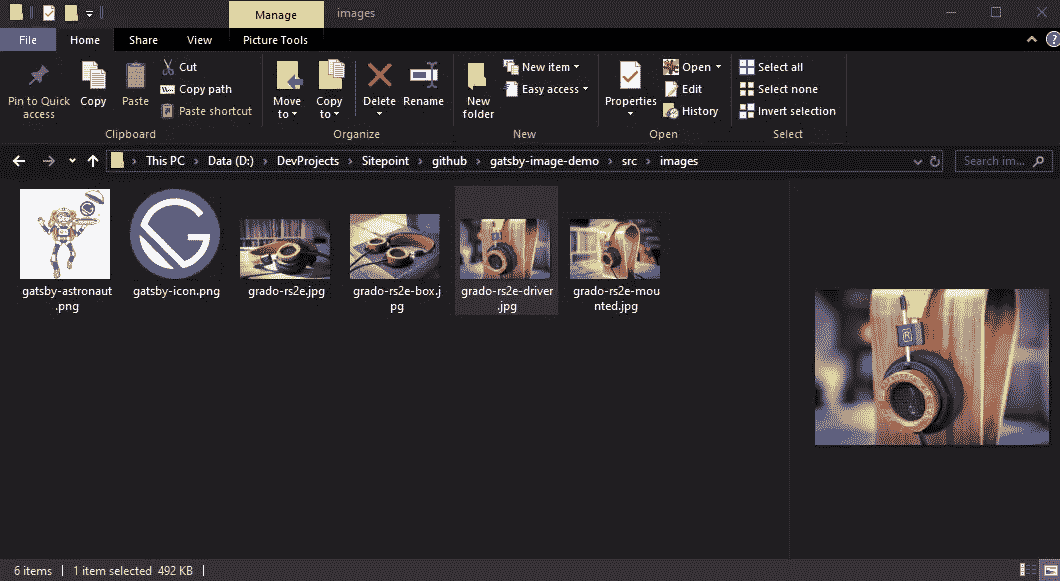 Manage
images
File
Home
Share
View
Picture Tools
Pin to Quick
access
Copy
Paste
Cut
Copy path
Paste shortcut
Clipboard
Move
to
Copy
to
Delete
Rename
Organize
New
folder
New item
Easy access
New
Properties
Open
Edit
History
Open
Select all
Select none
Invert selection
Select
This PC > Data (D:) > DevProjects > Sitepoint > github > gatsby-image-demo > src > images
Search im...
gatsby-astronaut
.png
gatsby-icon.png
grado-rs2e.jpg
grado-rs2e-box.j
pg
grado-rs2e-driver
.jpg
grado-rs2e-mou
nted.jpg
6 items
1 item selected 492 KB